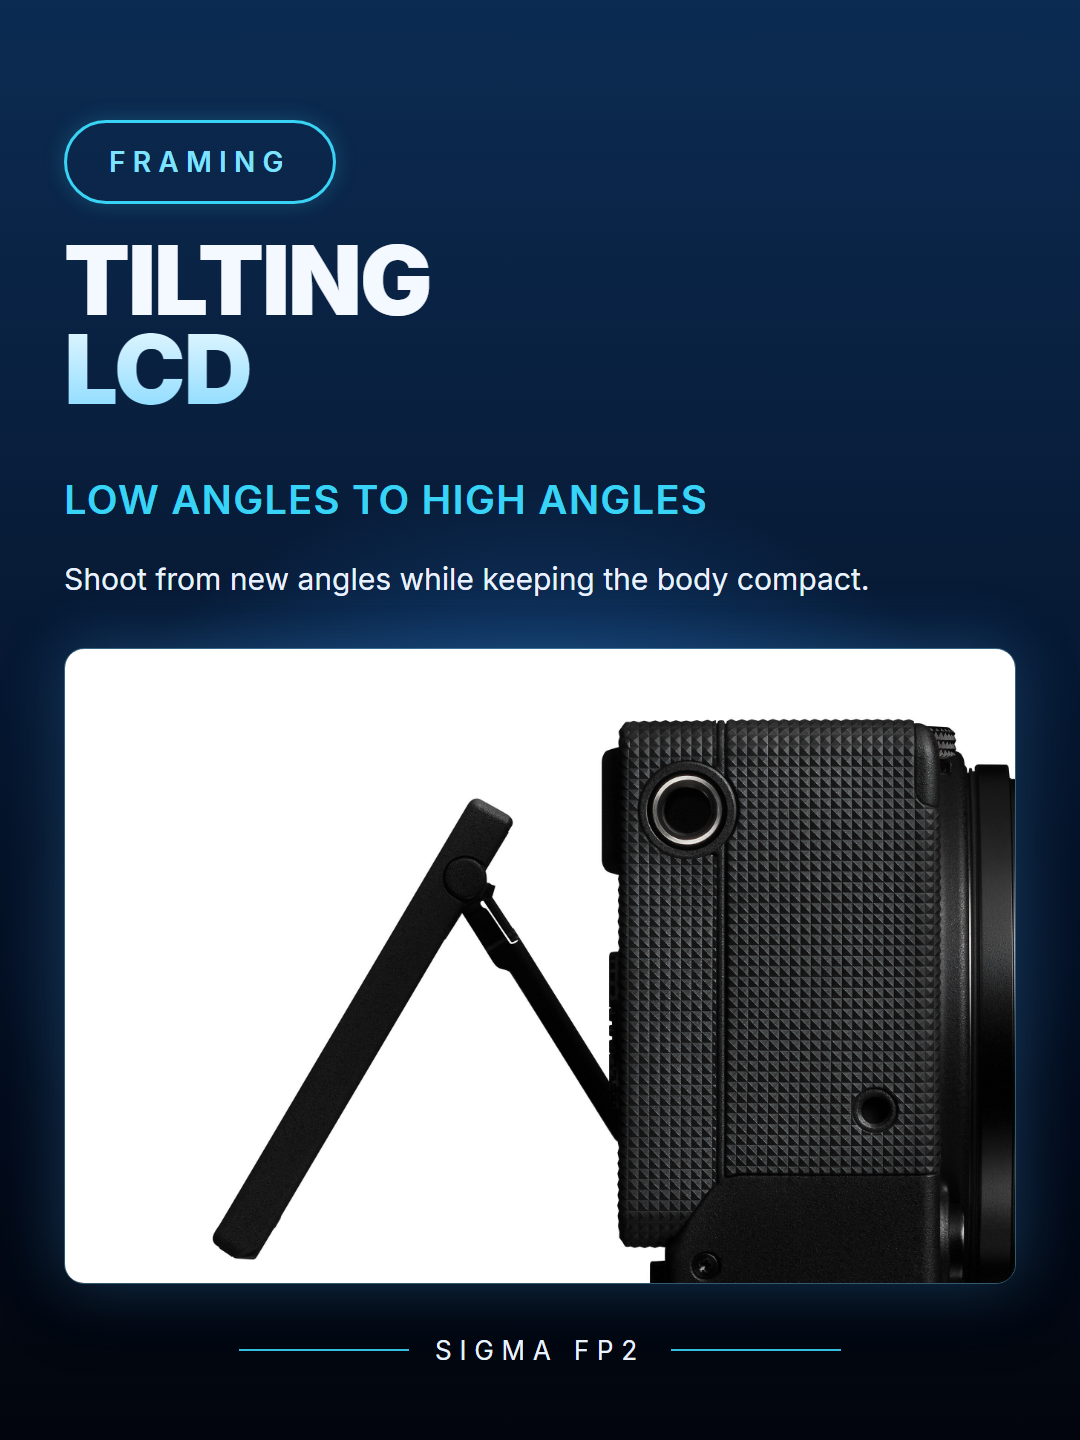 FRAMING
TILTING
LCD
LOW ANGLES TO HIGH ANGLES
Shoot from new angles while keeping the body compact.
SIGMA FP2